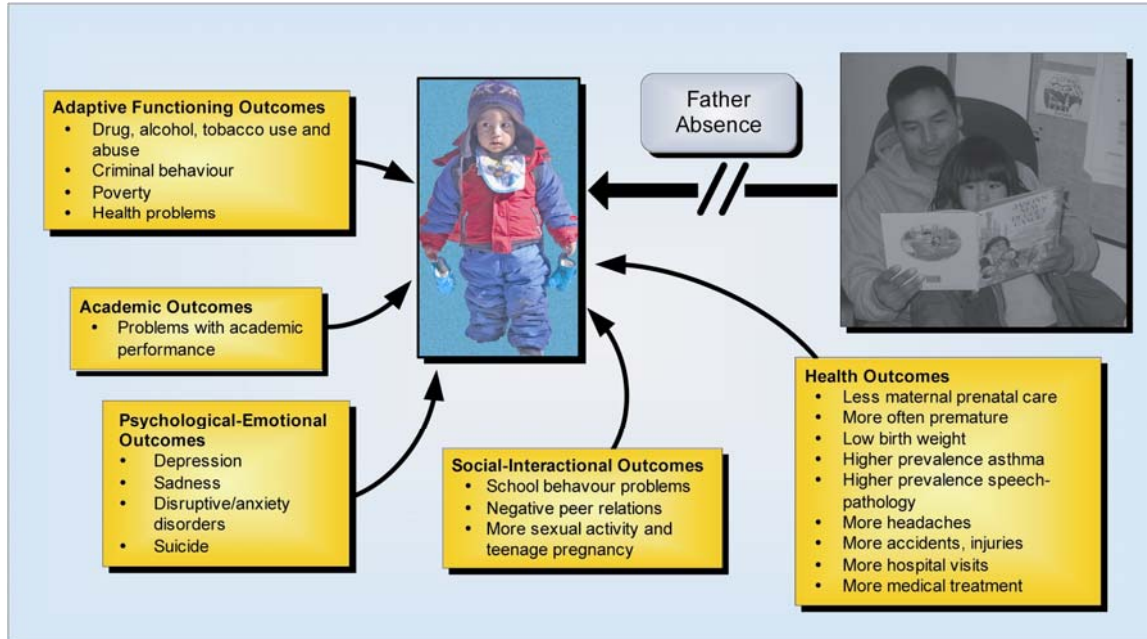 Father
Absence
Adaptive Functioning Outcomes
• Drug, alcohol, tobacco use and
abuse
• Criminal behaviour
• Poverty
• Health problems
Academic Outcomes
• Problems with academic
performance
Psychological-Emotional
Outcomes
• Depression
• Sadness
• Disruptive/anxiety
disorders
• Suicide
Social-Interactional Outcomes
• School behavour problems
• Negative peer relations
• More sexual activity and
teenage pregnancy
Health Outcomes
• Less maternal prenatal care
• More often premature
• Low birth weight
• Higher prevalence asthma
• Higher prevalence speech-
pathology
• More headaches
• More accidents, injuries
• More hospital visits
• More medical treatment